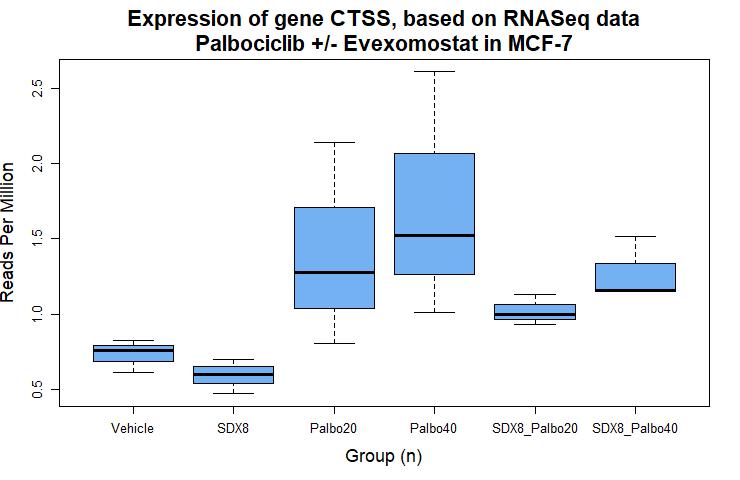 Expression of gene CTSS, based on RNASeq data
Palbociclib +/- Evexomostat in MCF-7
Reads Per Million
2.5
2.0
1.5
1.0
0.5
Vehicle SDX8 Palbo20 Palbo40 SDX8_Palbo20 SDX8_Palbo40
Group (n)